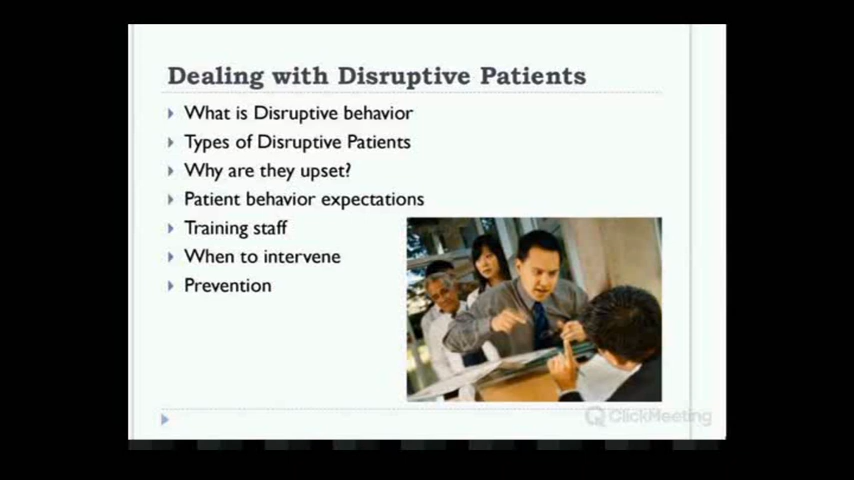 Dealing with Disruptive Patients
What is Disruptive behavior
Types of Disruptive Patients
Why are they upset?
Patient behavior expectations
Training staff
When to intervene
Prevention
ClickMeeting